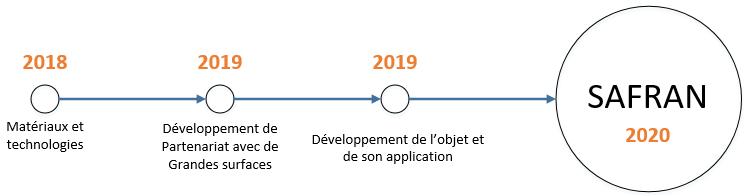 2018
Matériaux et
technologies
2019
Développement de
Partenariat avec de
Grandes surfaces
2019
Développement de l’objet et
de son application
SAFRAN
2020